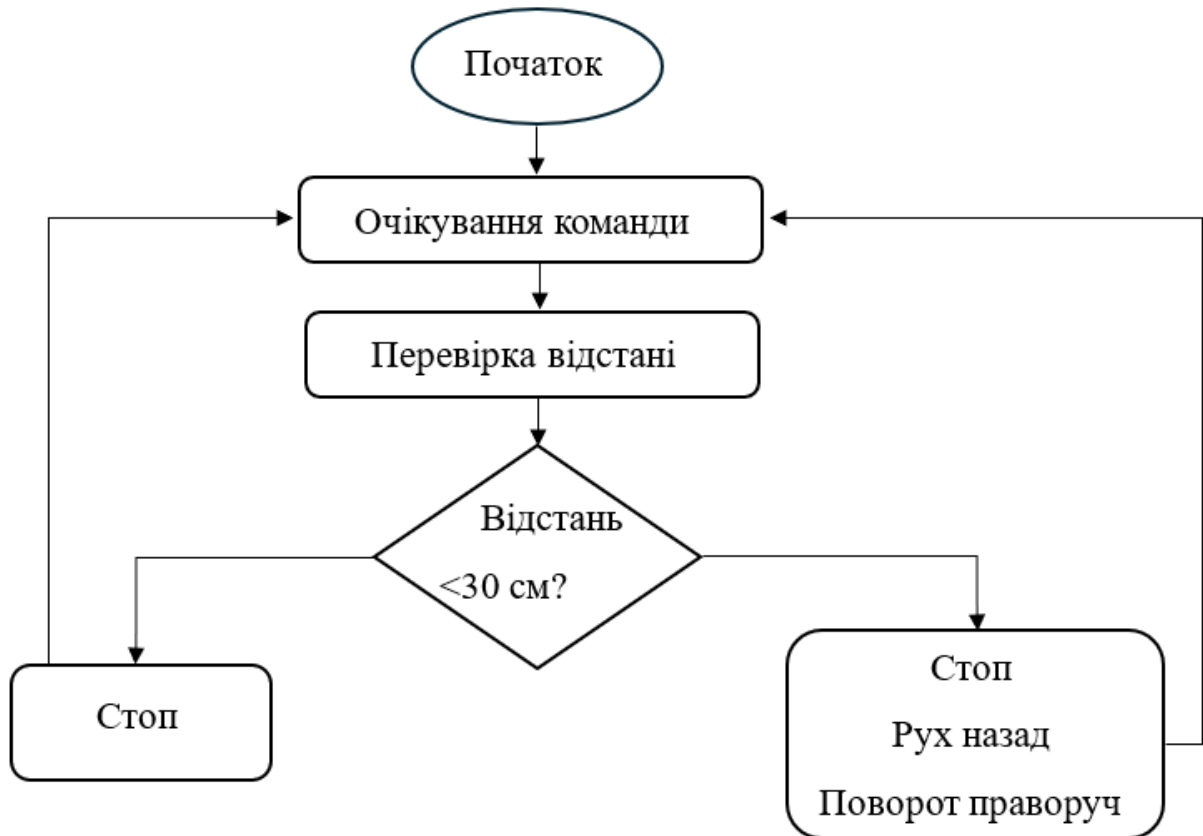 Початок
Очікування команди
Перевірка відстані
Відстань
<30 см?
Стоп
Стоп
Рух назад
Поворот праворуч